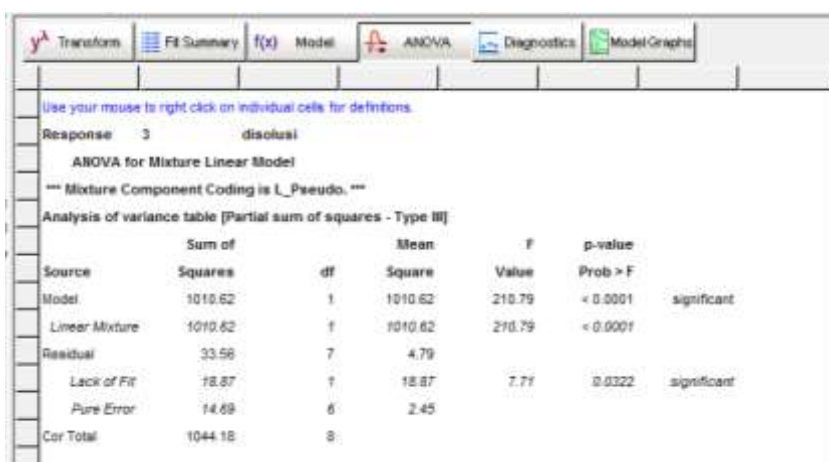 yλ Transform Fit Summary f(x) Model ANOVA Diagnostics Model Graphs
Use your mouse to right click on individual cells for definitions.
Response 3 disolusi
ANOVA for Mixture Linear Model
*** Mixture Component Coding is L_Pseudo. ***
Analysis of variance table [Partial sum of squares - Type III]
Sum of Mean F p-value
Source Squares df Square Value Prob > F
Model 1010.62 1 1010.62 210.79 < 0.0001 significant
Linear Mixture 1010.62 1 1010.62 210.79 < 0.0001
Residual 33.56 7 4.79
Lack of Fit 18.87 1 18.87 7.71 0.0322 significant
Pure Error 14.69 6 2.45
Cor Total 1044.18 8